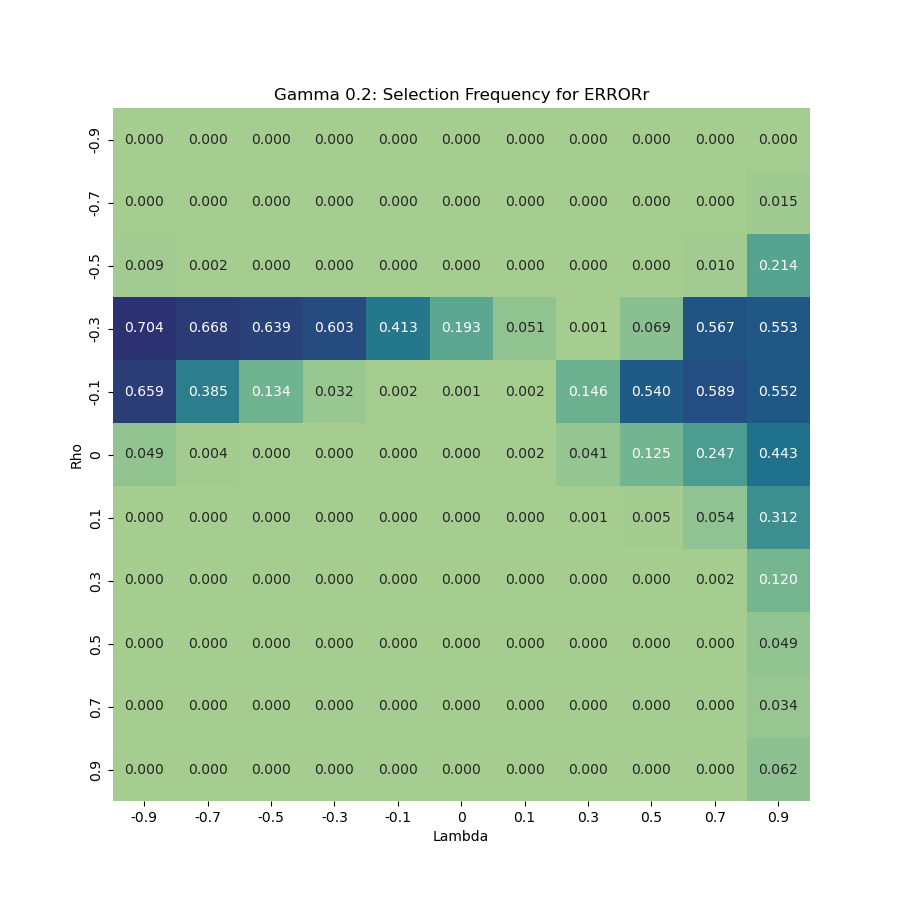 Gamma 0.2: Selection Frequency for ERRORr
-0.9 0.000 0.000 0.000 0.000 0.000 0.000 0.000 0.000 0.000 0.000 0.000
-0.7 0.000 0.000 0.000 0.000 0.000 0.000 0.000 0.000 0.000 0.000 0.015
-0.5 0.009 0.002 0.000 0.000 0.000 0.000 0.000 0.000 0.000 0.010 0.214
-0.3 0.704 0.668 0.639 0.603 0.413 0.193 0.051 0.001 0.069 0.567 0.553
-0.1 0.659 0.385 0.134 0.032 0.002 0.001 0.002 0.146 0.540 0.589 0.552
Rho
0 0.049 0.004 0.000 0.000 0.000 0.000 0.002 0.041 0.125 0.247 0.443
0.1 0.000 0.000 0.000 0.000 0.000 0.000 0.000 0.001 0.005 0.054 0.312
0.3 0.000 0.000 0.000 0.000 0.000 0.000 0.000 0.000 0.000 0.002 0.120
0.5 0.000 0.000 0.000 0.000 0.000 0.000 0.000 0.000 0.000 0.000 0.049
0.7 0.000 0.000 0.000 0.000 0.000 0.000 0.000 0.000 0.000 0.000 0.034
0.9 0.000 0.000 0.000 0.000 0.000 0.000 0.000 0.000 0.000 0.000 0.062
-0.9 -0.7 -0.5 -0.3 -0.1 0 0.1 0.3 0.5 0.7 0.9
Lambda